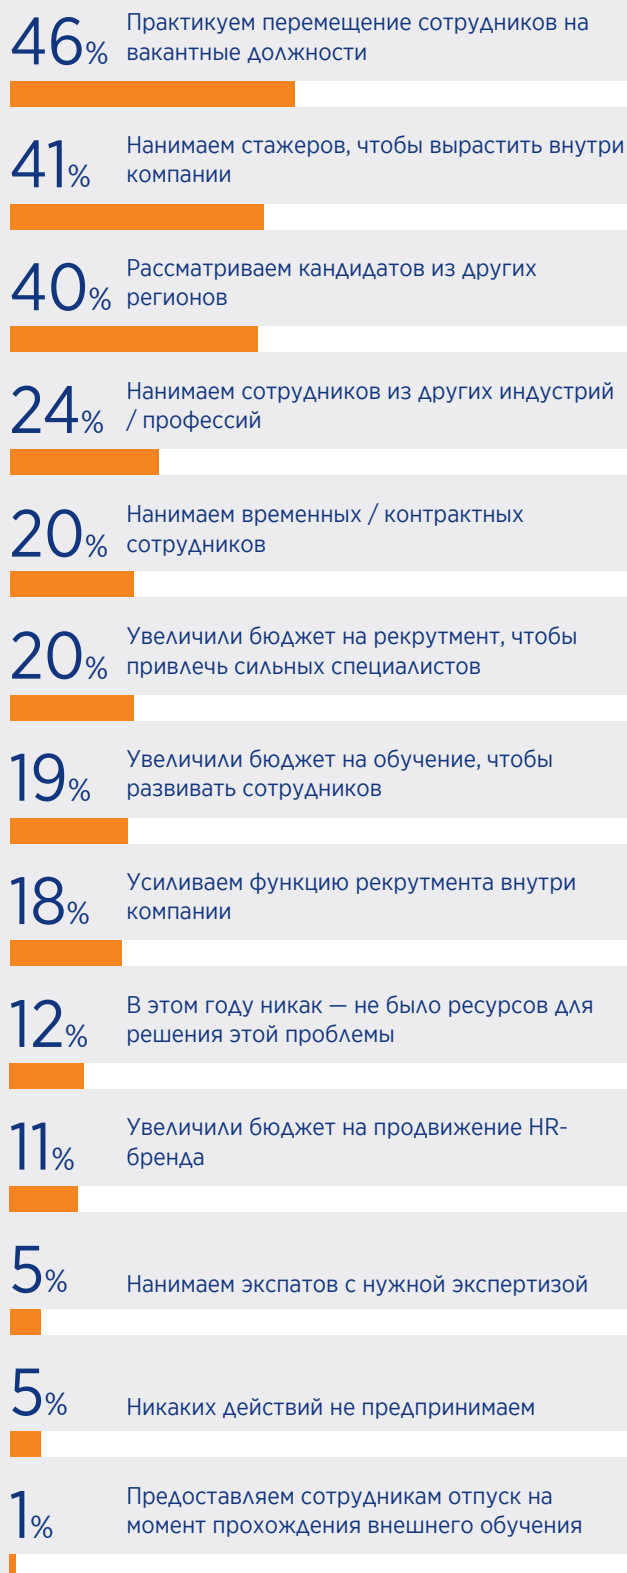 46% Практикуем перемещение сотрудников на
вакантные должности
41% Нанимаем стажеров, чтобы вырастить внутри
компании
40% Рассматриваем кандидатов из других
регионов
24% Нанимаем сотрудников из других индустрий
/ профессий
20% Нанимаем временных / контрактных
сотрудников
20% Увеличили бюджет на рекрутмент, чтобы
привлечь сильных специалистов
19% Увеличили бюджет на обучение, чтобы
развивать сотрудников
18% Усиливаем функцию рекрутмента внутри
компании
12% В этом году никак — не было ресурсов для
решения этой проблемы
11% Увеличили бюджет на продвижение HR-
бренда
5% Нанимаем экспатов с нужной экспертизой
5% Никаких действий не предпринимаем
1% Предоставляем сотрудникам отпуск на
момент прохождения внешнего обучения